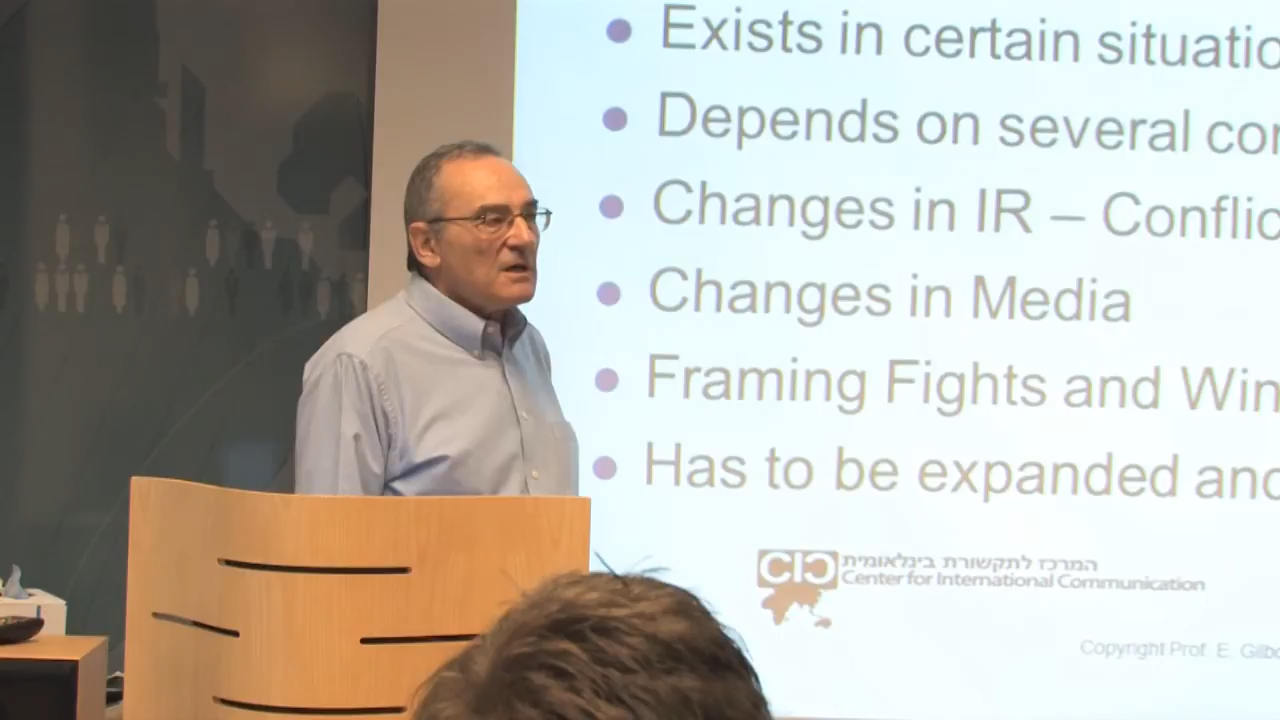 Exists in certain situatio
Depends on several con
Changes in IR – Conflic
Changes in Media
Framing Fights and Win
Has to be expanded and
CIC
המרכז לתקשורת בינלאומית
Center for International Communication
Copyright Prof. E. Gilbo